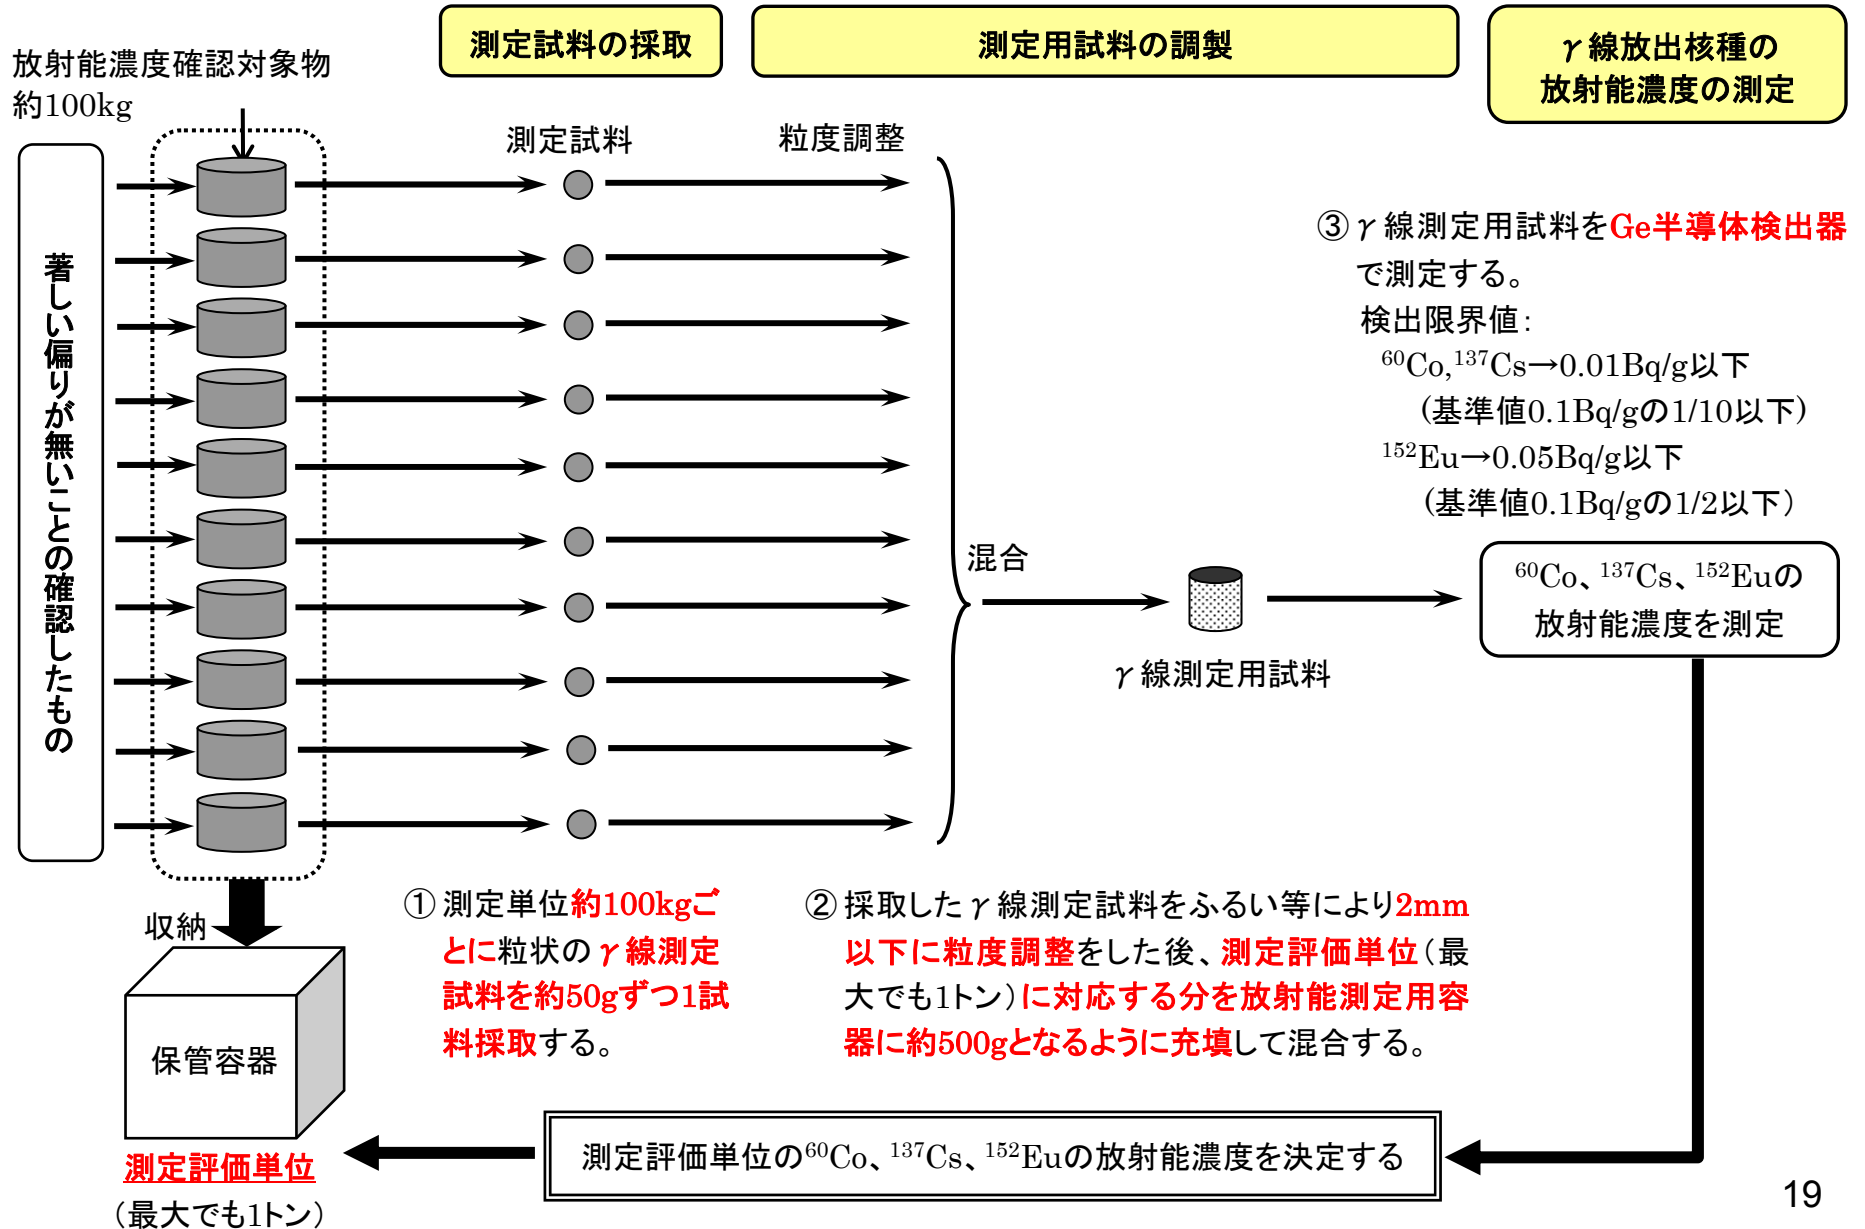 測定試料の採取
測定用試料の調製
γ線放出核種の
放射能濃度の測定
放射能濃度確認対象物
約100kg
著しい偏りが無いことの確認したもの
測定試料
粒度調整
混合
γ線測定用試料
③γ線測定用試料をGe半導体検出器
で測定する。
検出限界値：
⁶⁰Co,¹³⁷Cs→0.01Bq/g以下
(基準値0.1Bq/gの1/10以下)
¹⁵²Eu→0.05Bq/g以下
(基準値0.1Bq/gの1/2以下)
⁶⁰Co、¹³⁷Cs、¹⁵²Euの
放射能濃度を測定
収納
保管容器
測定評価単位
（最大でも1トン）
①測定単位約100kgご
とに粒状のγ線測定
試料を約50gずつ1試
料採取する。
②採取したγ線測定試料をふるい等により2mm
以下に粒度調整をした後、測定評価単位（最
大でも1トン）に対応する分を放射能測定用容
器に約500gとなるように充填して混合する。
測定評価単位の⁶⁰Co、¹³⁷Cs、¹⁵²Euの放射能濃度を決定する
19